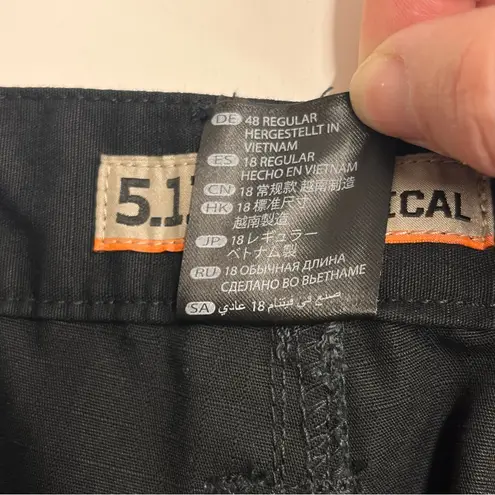 DE 48 REGULAR
HERGESTELLT IN
VIETNAM
ES 18 REGULAR
HECHO EN VIETNAM
CN 18 常规款 越南制造
HK 18 標準尺寸
越南製造
JP 18 レギュラー
ベトナム製
RU 18 ОБЫЧНАЯ ДЛИНА
СДЕЛАНО ВО ВЬЕТНАМЕ
SA صنع في فيتنام 18 عادي
5.1
ICAL